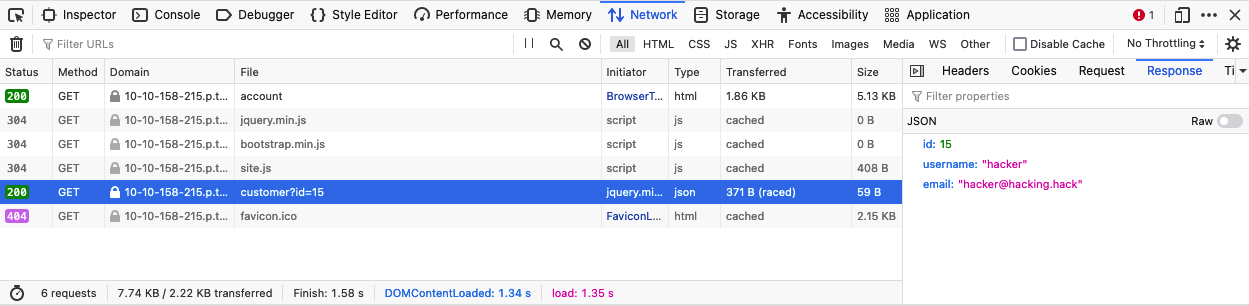 Inspector Console Debugger Style Editor Performance Memory Network Storage Accessibility Application 1
Filter URLs All HTML CSS JS XHR Fonts Images Media WS Other Disable Cache No Throttling
Status Method Domain File Initiator Type Transferred Size
200 GET 10-10-158-215.p.t... account BrowserT... html 1.86 KB 5.13 KB
304 GET 10-10-158-215.p.t... jquery.min.js script js cached 0 B
304 GET 10-10-158-215.p.t... bootstrap.min.js script js cached 0 B
304 GET 10-10-158-215.p.t... site.js script js cached 408 B
200 GET 10-10-158-215.p.t... customer?id=15 jquery.mi... json 371 B (raced) 59 B
404 GET 10-10-158-215.p.t... favicon.ico FaviconL... html cached 2.15 KB
6 requests 7.74 KB / 2.22 KB transferred Finish: 1.58 s DOMContentLoaded: 1.34 s load: 1.35 s
Headers Cookies Request Response Ti
Filter properties
JSON Raw
id: 15
username: "hacker"
email: "hacker@hacking.hack"